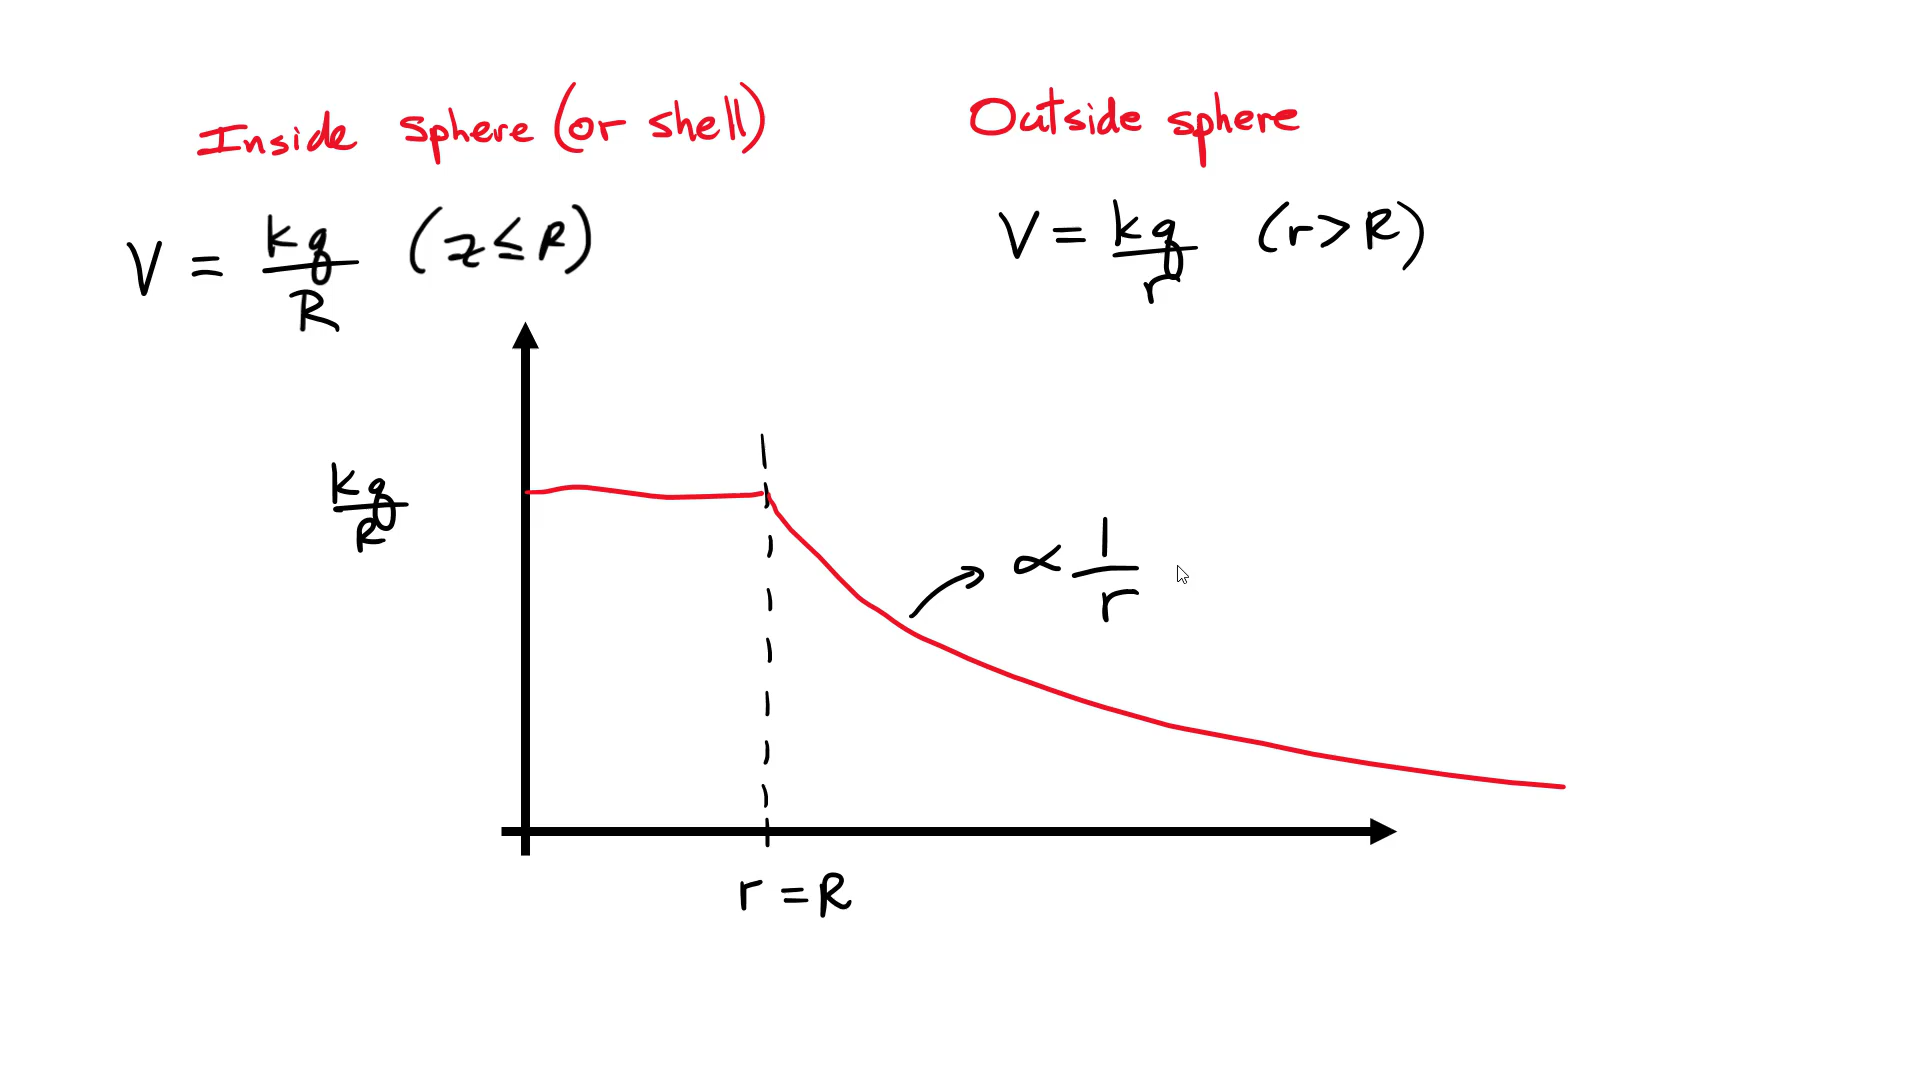 Inside sphere (or shell)
V = kq/R (z ≤ R)
Outside sphere
V = kq/r (r > R)
kq/R
∝ 1/r
r = R